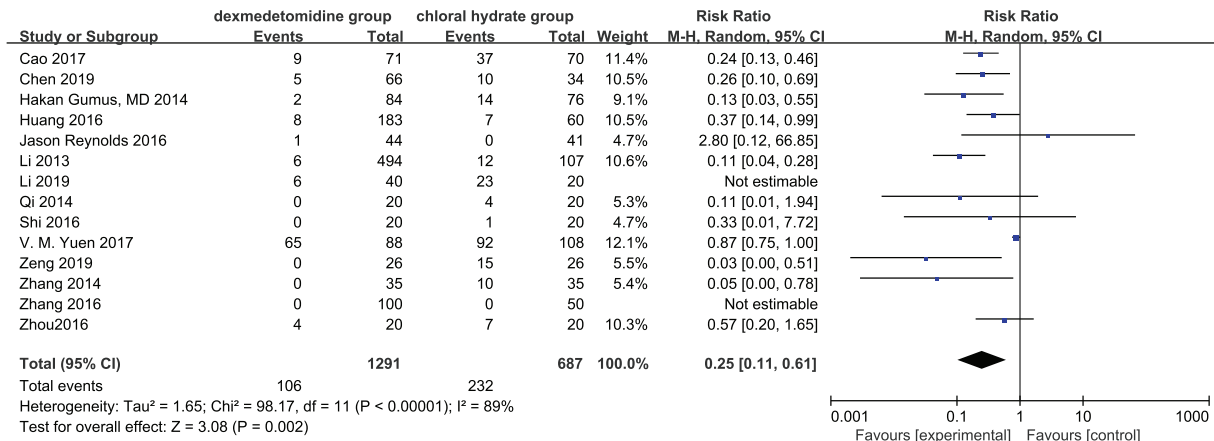 dexmedetomidine group chloral hydrate group Risk Ratio Risk Ratio
Study or Subgroup Events Total Events Total Weight M-H, Random, 95% CI M-H, Random, 95% CI
Cao 2017 9 71 37 70 11.4% 0.24 [0.13, 0.46]
Chen 2019 5 66 10 34 10.5% 0.26 [0.10, 0.69]
Hakan Gumus, MD 2014 2 84 14 76 9.1% 0.13 [0.03, 0.55]
Huang 2016 8 183 7 60 10.4% 0.37 [0.14, 0.99]
Jason Reynolds 2016 1 44 0 41 4.7% 2.80 [0.12, 66.85]
Li 2013 6 494 12 107 10.6% 0.11 [0.04, 0.28]
Li 2019 6 40 23 20 Not estimable
Qi 2014 0 20 4 20 5.3% 0.11 [0.01, 1.94]
Shi 2016 0 20 1 20 4.7% 0.33 [0.01, 7.72]
V. M. Yuen 2017 65 88 92 108 12.1% 0.87 [0.75, 1.00]
Zeng 2019 0 26 15 26 5.5% 0.03 [0.00, 0.51]
Zhang 2014 0 35 10 35 5.4% 0.05 [0.00, 0.78]
Zhang 2016 0 100 0 50 Not estimable
Zhou2016 4 20 7 20 10.3% 0.57 [0.20, 1.65]
Total (95% CI) 1291 687 100.0% 0.25 [0.11, 0.61]
Total events 106 232
Heterogeneity: Tau² = 1.65; Chi² = 98.17, df = 11 (P < 0.00001); I² = 89%
Test for overall effect: Z = 3.08 (P = 0.002)
0.001 0.1 1 10 1000
Favours [experimental] Favours [control]